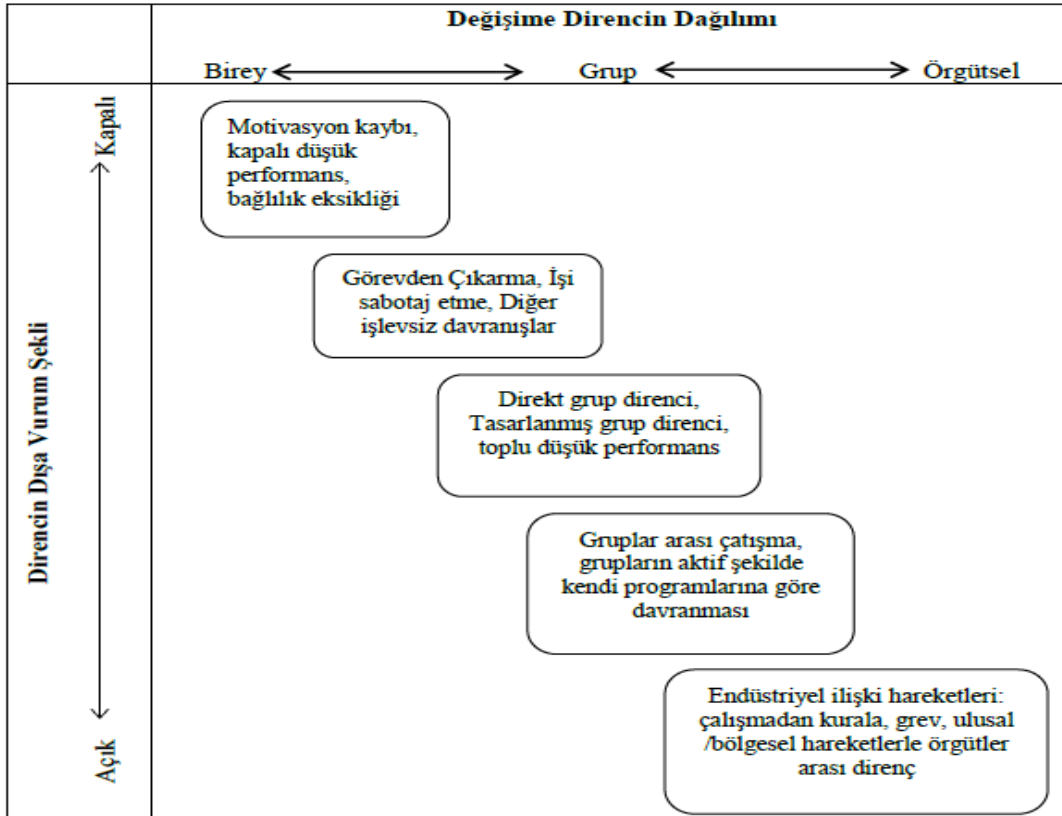 Değişime Direncin Dağılımı
Birey Grup Örgütsel
Direncin Dışa Vurum Şekli
Kapalı
Açık
Motivasyon kaybı,
kapalı düşük
performans,
bağlılık eksikliği
Görevden Çıkarma, İşi
sabotaj etme, Diğer
işlevsiz davranışlar
Direkt grup direnci,
Tasarlanmış grup direnci,
toplu düşük performans
Gruplar arası çatışma,
grupların aktif şekilde
kendi programlarına göre
davranması
Endüstriyel ilişki hareketleri:
çalışmadan kurala, grev, ulusal
/bölgesel hareketlerle örgütler
arası direnç